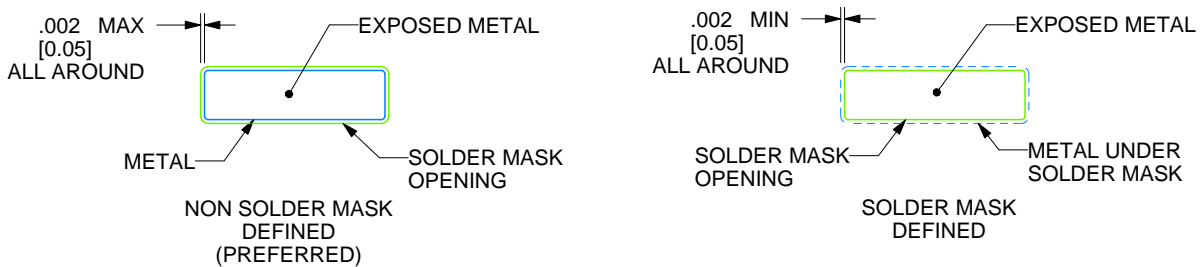 .002 MAX
[0.05]
ALL AROUND
EXPOSED METAL
METAL
SOLDER MASK
OPENING
NON SOLDER MASK
DEFINED
(PREFERRED)
.002 MIN
[0.05]
ALL AROUND
EXPOSED METAL
SOLDER MASK
OPENING
METAL UNDER
SOLDER MASK
SOLDER MASK
DEFINED